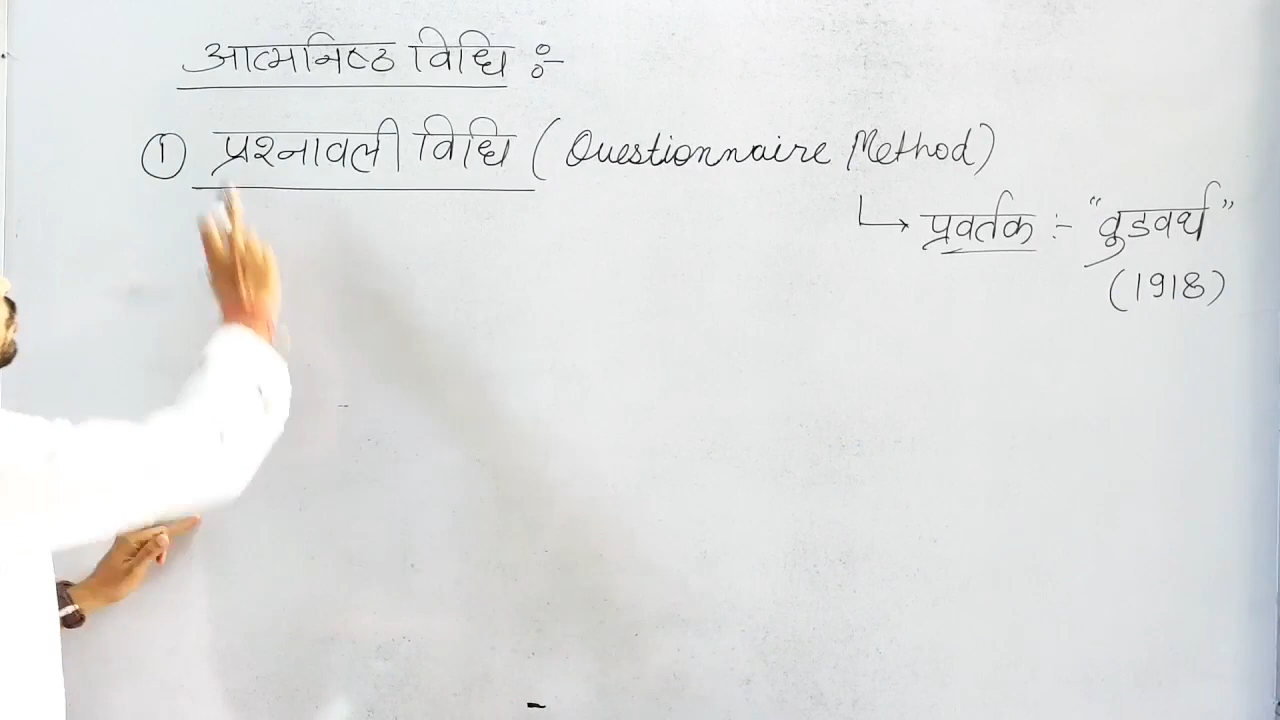 आत्मनिष्ठ विधि :-
① प्रश्नावली विधि (Questionnaire Method)
↳ प्रवर्तक :- "वुडवर्थ"
(1918)